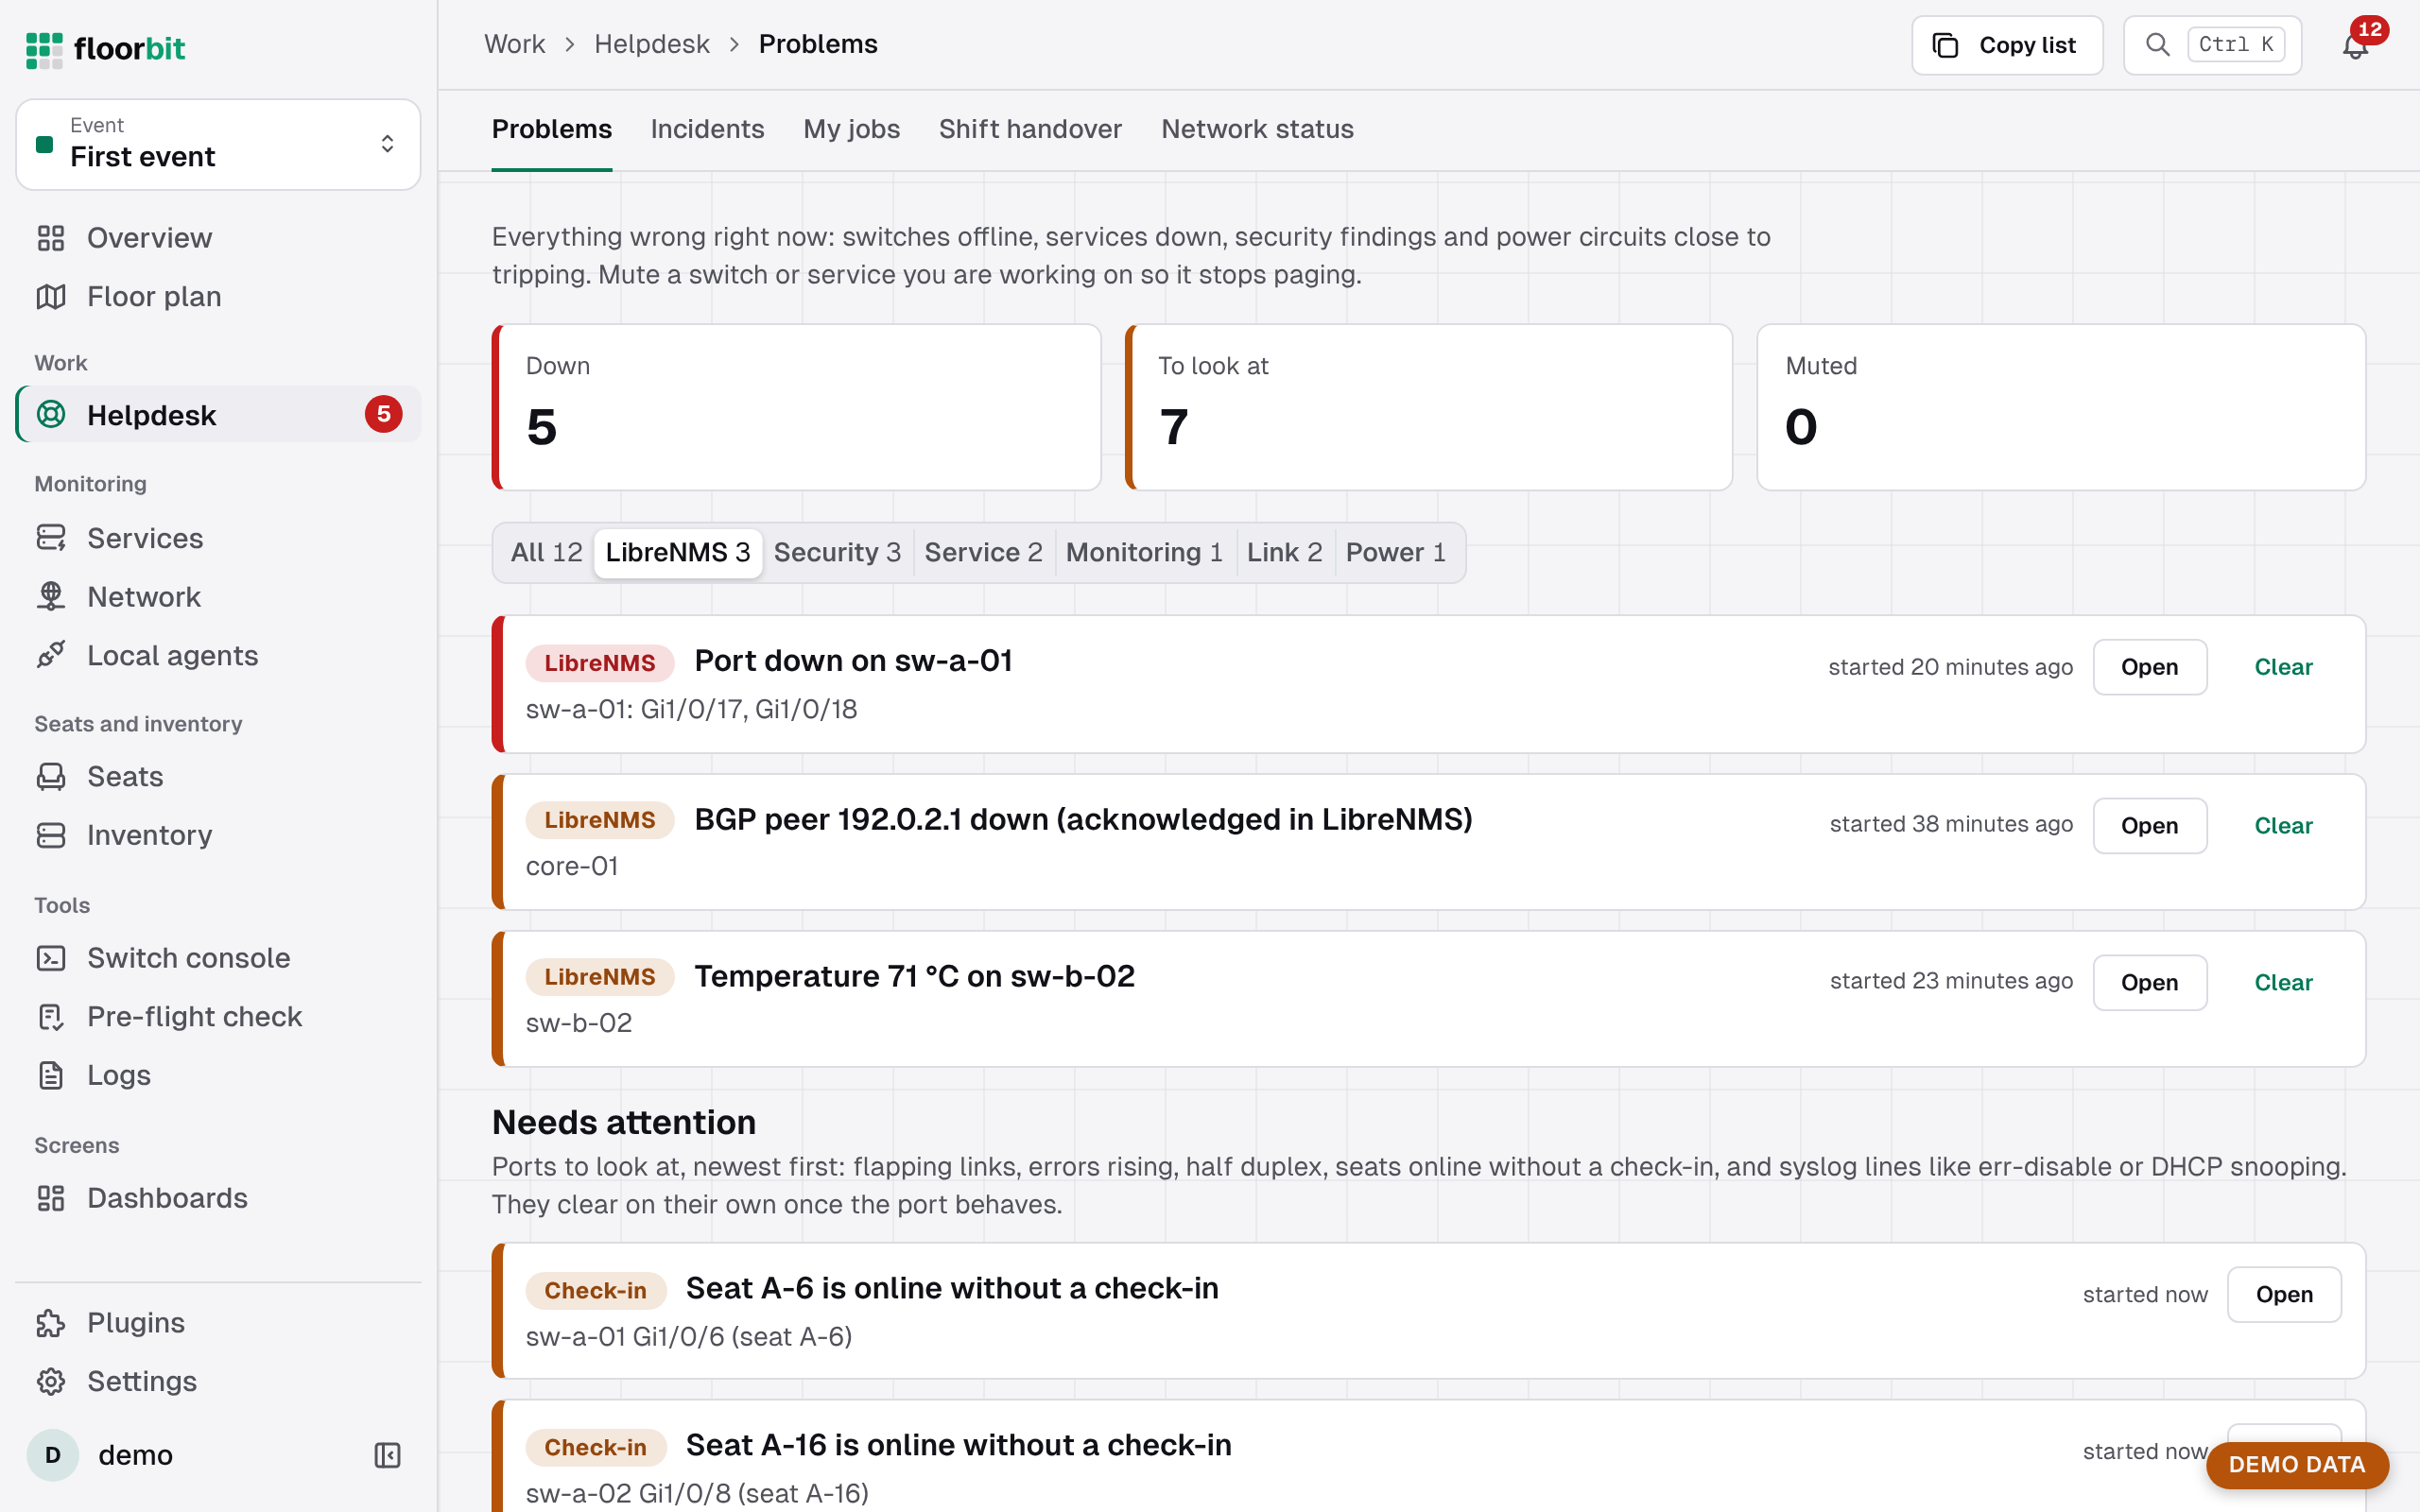 floorbit
Event
First event
Overview
Floor plan
Work
Helpdesk 5
Monitoring
Services
Network
Local agents
Seats and inventory
Seats
Inventory
Tools
Switch console
Pre-flight check
Logs
Screens
Dashboards
Plugins
Settings
D demo
Work > Helpdesk > Problems
Copy list
Ctrl K
12
Problems Incidents My jobs Shift handover Network status
Everything wrong right now: switches offline, services down, security findings and power circuits close to
tripping. Mute a switch or service you are working on so it stops paging.
Down
5
To look at
7
Muted
0
All 12 LibreNMS 3 Security 3 Service 2 Monitoring 1 Link 2 Power 1
LibreNMS Port down on sw-a-01 started 20 minutes ago Open Clear
sw-a-01: Gi1/0/17, Gi1/0/18
LibreNMS BGP peer 192.0.2.1 down (acknowledged in LibreNMS) started 38 minutes ago Open Clear
core-01
LibreNMS Temperature 71 °C on sw-b-02 started 23 minutes ago Open Clear
sw-b-02
Needs attention
Ports to look at, newest first: flapping links, errors rising, half duplex, seats online without a check-in, and syslog lines like err-disable or DHCP snooping.
They clear on their own once the port behaves.
Check-in Seat A-6 is online without a check-in started now Open
sw-a-01 Gi1/0/6 (seat A-6)
Check-in Seat A-16 is online without a check-in started now
sw-a-02 Gi1/0/8 (seat A-16)
DEMO DATA